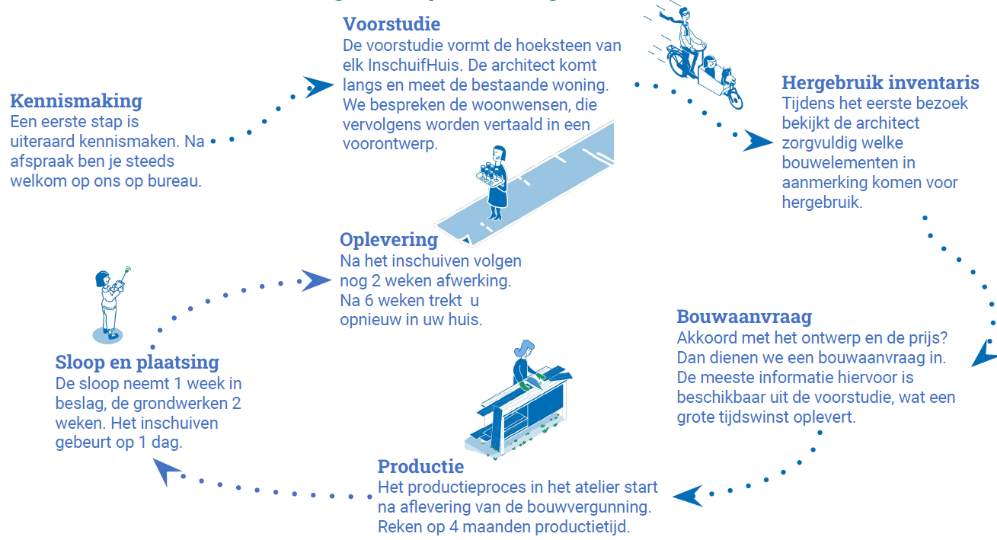 Kennismaking
Een eerste stap is
uiteraard kennismaken. Na
afspraak ben je steeds
welkom op ons op bureau.
Voorstudie
De voorstudie vormt de hoeksteen van
elk InschuifHuis. De architect komt
langs en meet de bestaande woning.
We bespreken de woonwensen, die
vervolgens worden vertaald in een
voorontwerp.
Hergebruik inventaris
Tijdens het eerste bezoek
bekijkt de architect
zorgvuldig welke
bouwelementen in
aanmerking komen voor
hergebruik.
Bouwaanvraag
Akkoord met het ontwerp en de prijs?
Dan dienen we een bouwaanvraag in.
De meeste informatie hiervoor is
beschikbaar uit de voorstudie, wat een
grote tijdswinst oplevert.
Productie
Het productieproces in het atelier start
na aflevering van de bouwvergunning.
Reken op 4 maanden productietijd.
Sloop en plaatsing
De sloop neemt 1 week in
beslag, de grondwerken 2
weken. Het inschuiven
gebeurt op 1 dag.
Oplevering
Na het inschuiven volgen
nog 2 weken afwerking.
Na 6 weken trekt u
opnieuw in uw huis.